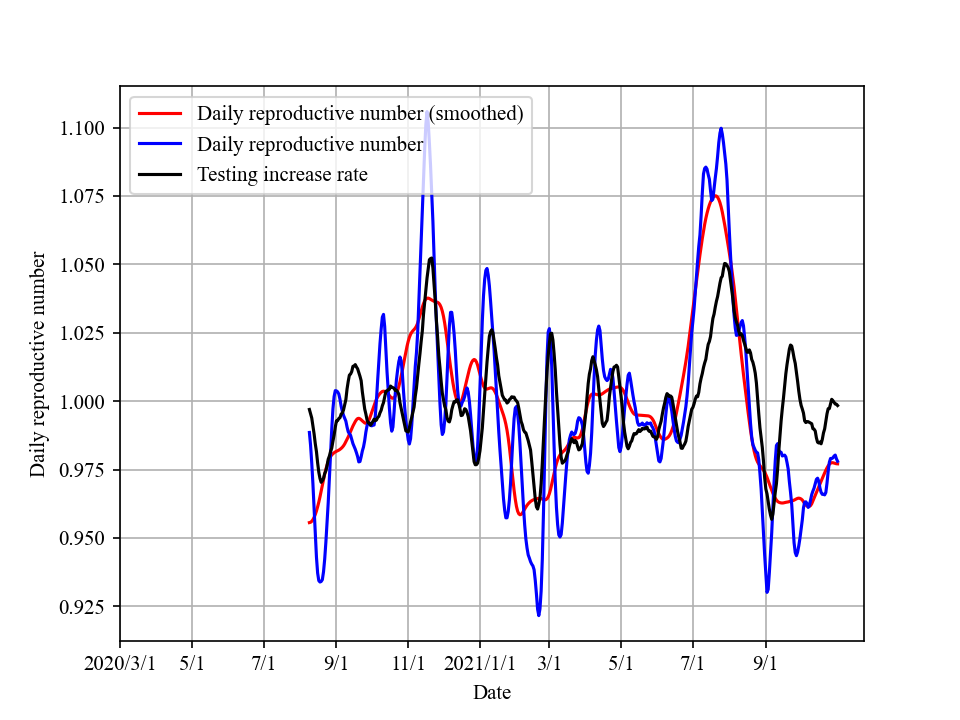 Daily reproductive number (smoothed)
Daily reproductive number
Testing increase rate
1.100
1.075
1.050
1.025
1.000
0.975
0.950
0.925
Daily reproductive number
2020/3/1 5/1 7/1 9/1 11/1 2021/1/1 3/1 5/1 7/1 9/1
Date